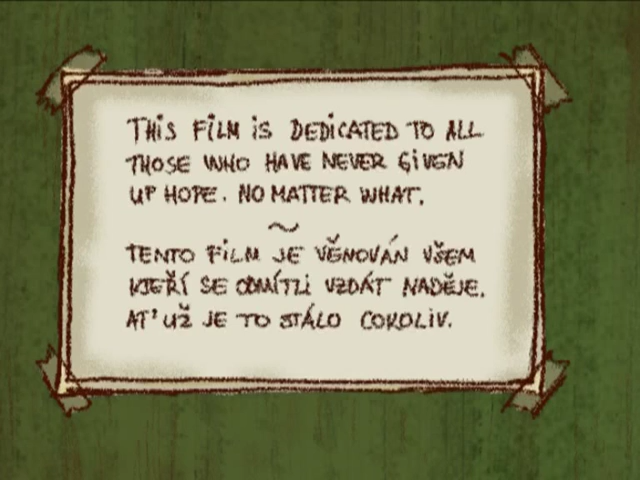 THIS FILM IS DEDICATED TO ALL
THOSE WHO HAVE NEVER GIVEN
UP HOPE. NO MATTER WHAT.
~
TENTO FILM JE VĚNOVÁN VŠEM
KTEŘÍ SE ODMÍTLI VZDÁT NADĚJE.
AŤ UŽ JE TO STÁLO COKOLIV.